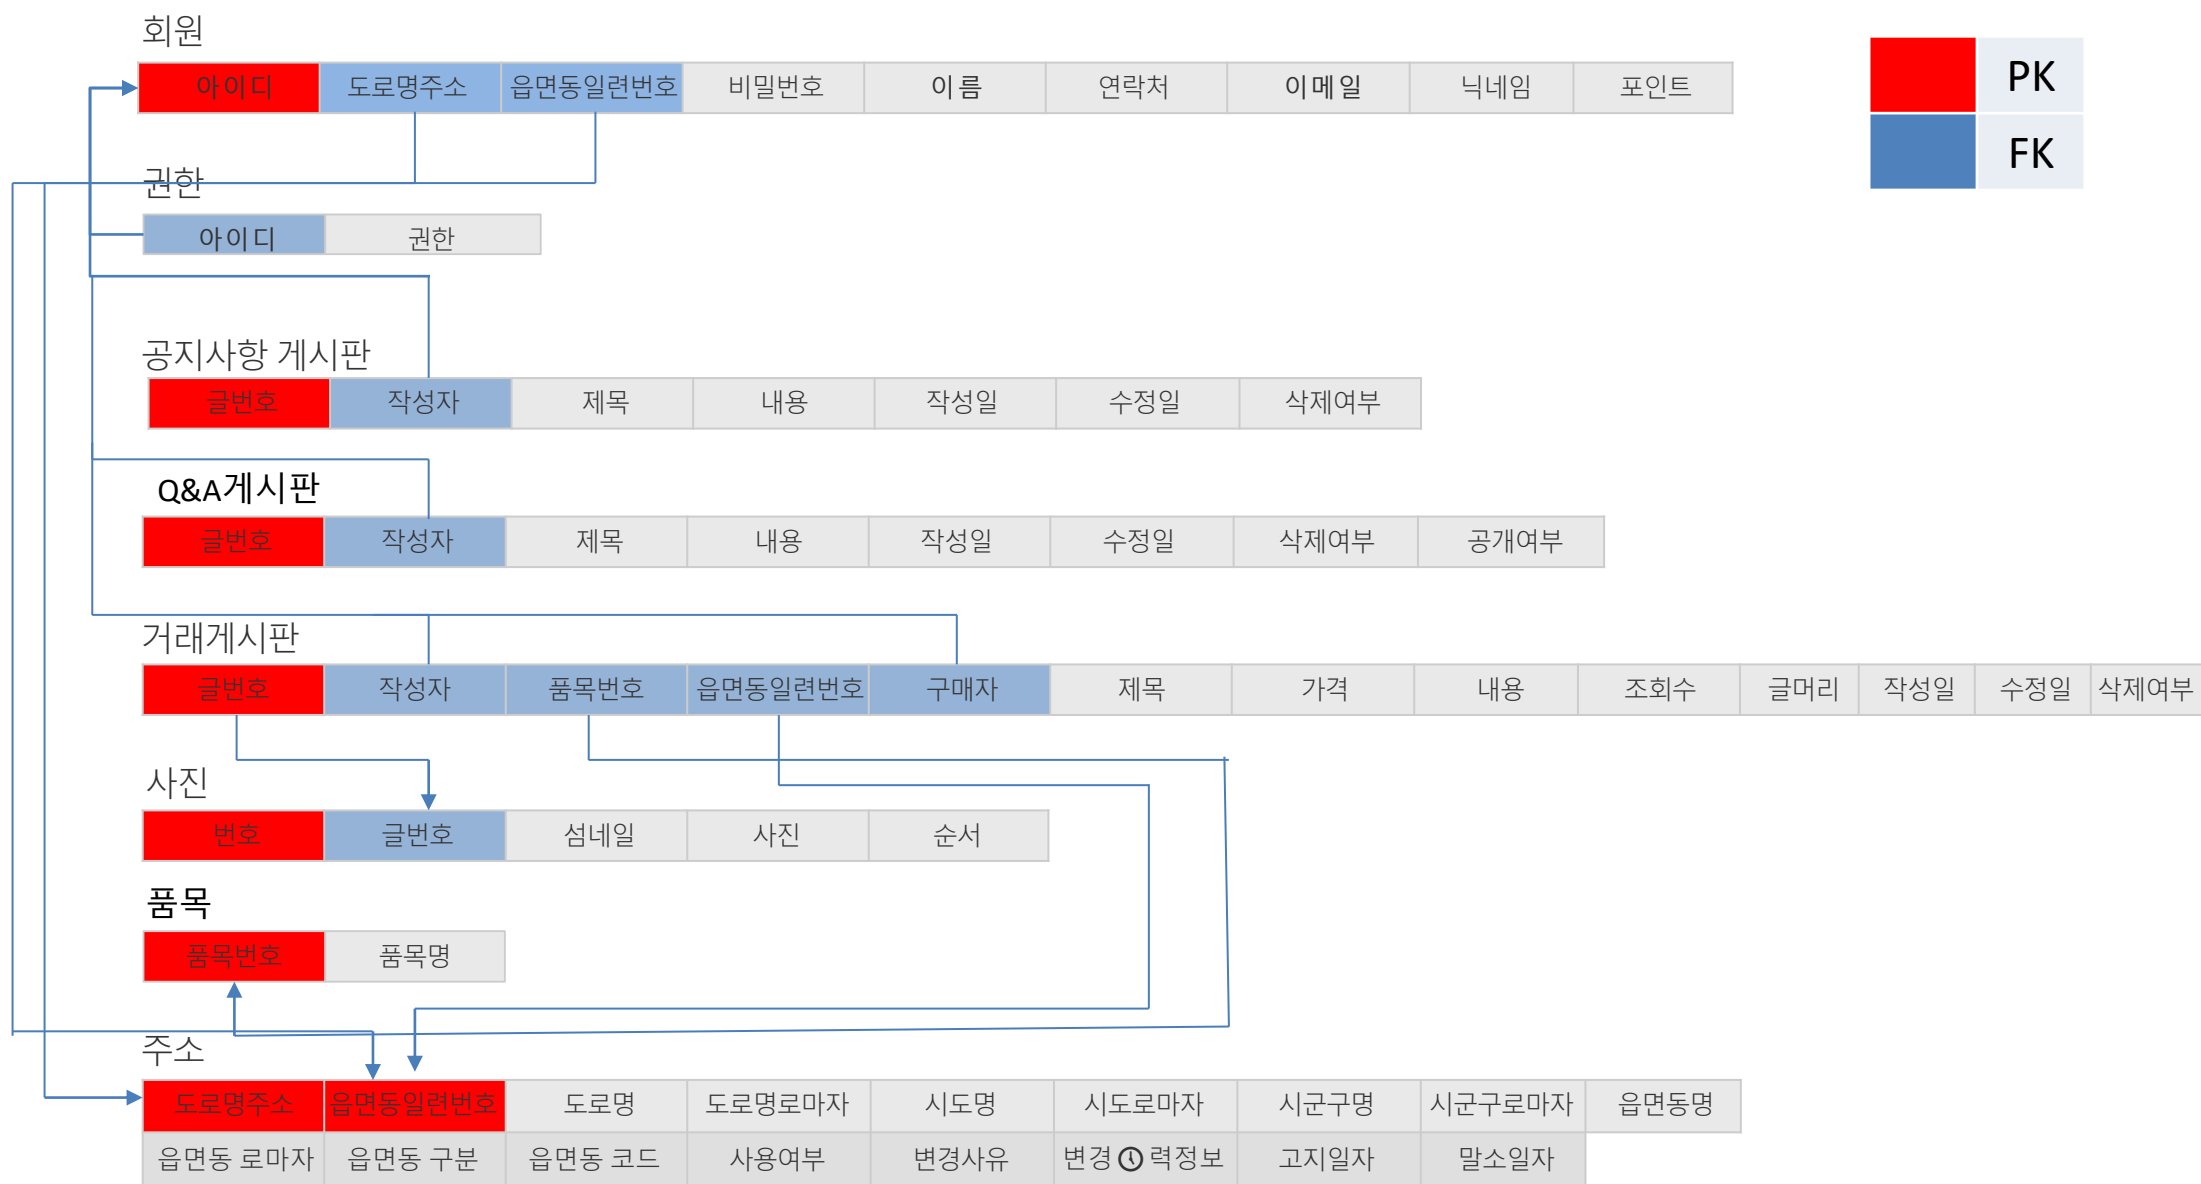 회원
아이디 도로명주소 읍면동일련번호 비밀번호 이름 연락처 이메일 닉네임 포인트
PK
FK
권한
아이디 권한
공지사항 게시판
글번호 작성자 제목 내용 작성일 수정일 삭제여부
Q&A게시판
글번호 작성자 제목 내용 작성일 수정일 삭제여부 공개여부
거래게시판
글번호 작성자 품목번호 읍면동일련번호 구매자 제목 가격 내용 조회수 글머리 작성일 수정일 삭제여부
사진
번호 글번호 섬네일 사진 순서
품목
품목번호 품목명
주소
도로명주소 읍면동일련번호 도로명 도로명로마자 시도명 시도로마자 시군구명 시군구로마자 읍면동명
읍면동 로마자 읍면동 구분 읍면동 코드 사용여부 변경사유 변경 력정보 고지일자 말소일자